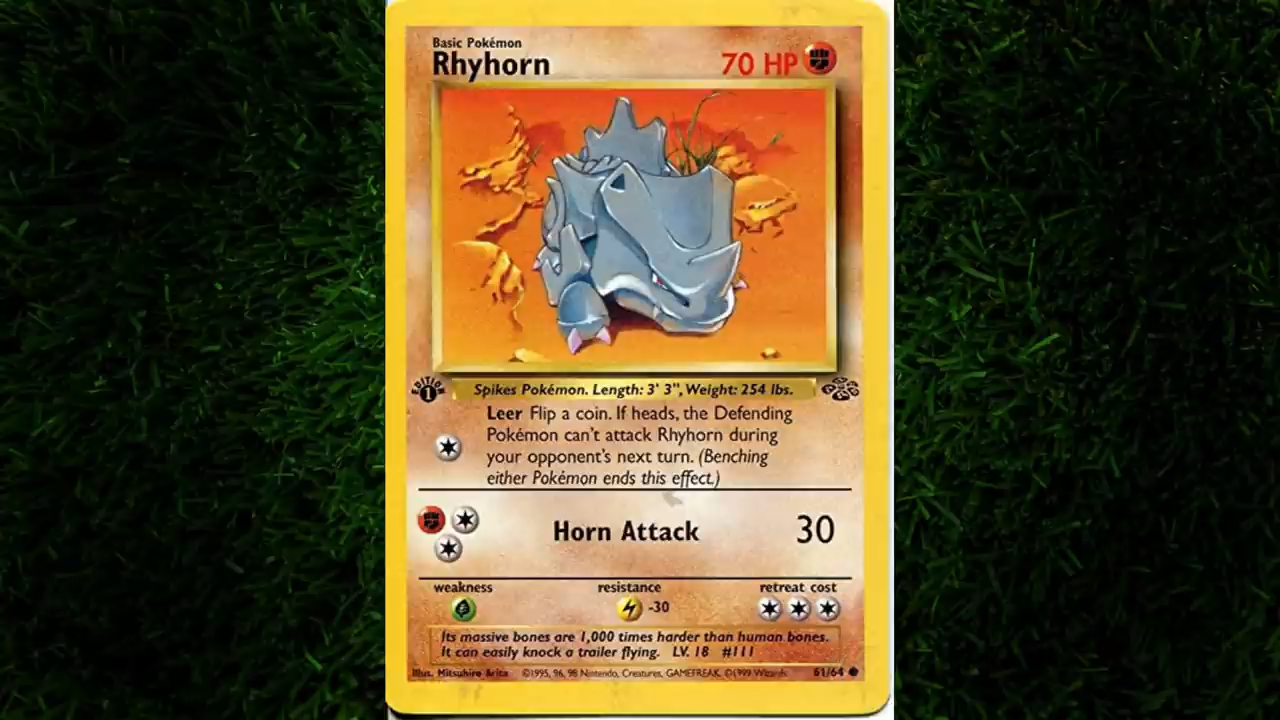 Basic Pokémon
Rhyhorn
70 HP
EDITION
1
Spikes Pokémon. Length: 3' 3", Weight: 254 lbs.
Leer Flip a coin. If heads, the Defending
Pokémon can't attack Rhyhorn during
your opponent's next turn. (Benching
either Pokémon ends this effect.)
Horn Attack 30
weakness resistance retreat cost
-30
Its massive bones are 1,000 times harder than human bones.
It can easily knock a trailer flying. LV. 18 #111
Illus. Mitsuhiro Arita ©1995, 96, 98 Nintendo, Creatures, GAMEFREAK. ©1999 Wizards. 61/64